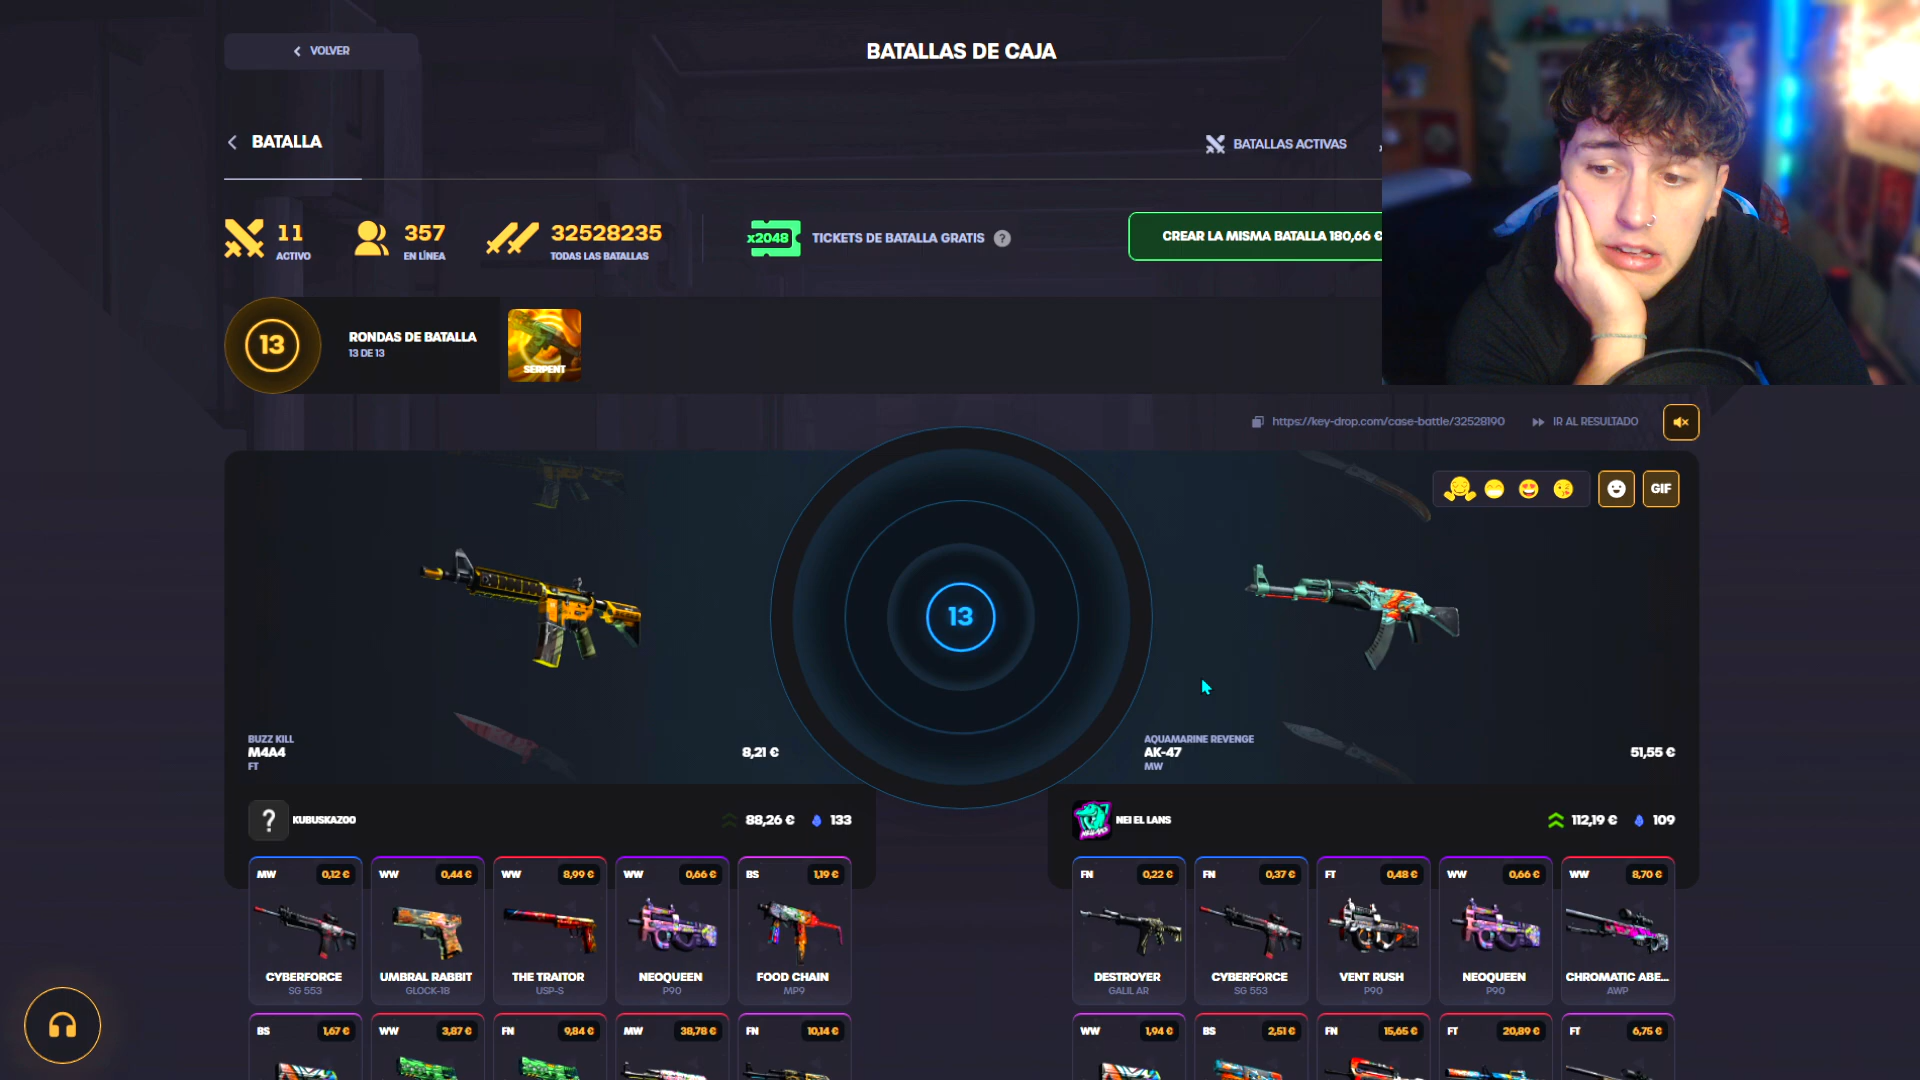 VOLVER
BATALLAS DE CAJA
BATALLA
BATALLAS ACTIVAS
11
ACTIVO
357
EN LÍNEA
32528235
TODAS LAS BATALLAS
x2048
TICKETS DE BATALLA GRATIS ?
CREAR LA MISMA BATALLA 180,66 €
13
RONDAS DE BATALLA
13 DE 13
SERPENT
https://key-drop.com/case-battle/32528190
IR AL RESULTADO
GIF
13
BUZZ KILL
M4A4
FT
8,21 €
AQUAMARINE REVENGE
AK-47
MW
51,55 €
?
KUBUSKAZOO
88,26 €
133
NEI EL LANS
112,19 €
109
MW 0,12 €
CYBERFORCE
SG 553
WW 0,44 €
UMBRAL RABBIT
GLOCK-18
WW 8,99 €
THE TRAITOR
USP-S
WW 0,66 €
NEOQUEEN
P90
BS 1,19 €
FOOD CHAIN
MP9
FN 0,22 €
DESTROYER
GALIL AR
FN 0,37 €
CYBERFORCE
SG 553
FT 0,48 €
VENT RUSH
P90
WW 0,66 €
NEOQUEEN
P90
WW 8,70 €
CHROMATIC ABE...
AWP
BS 1,67 €
WW 3,87 €
FN 9,84 €
MW 38,78 €
FN 10,14 €
WW 1,94 €
BS 2,51 €
FN 15,65 €
FT 20,89 €
FT 6,75 €